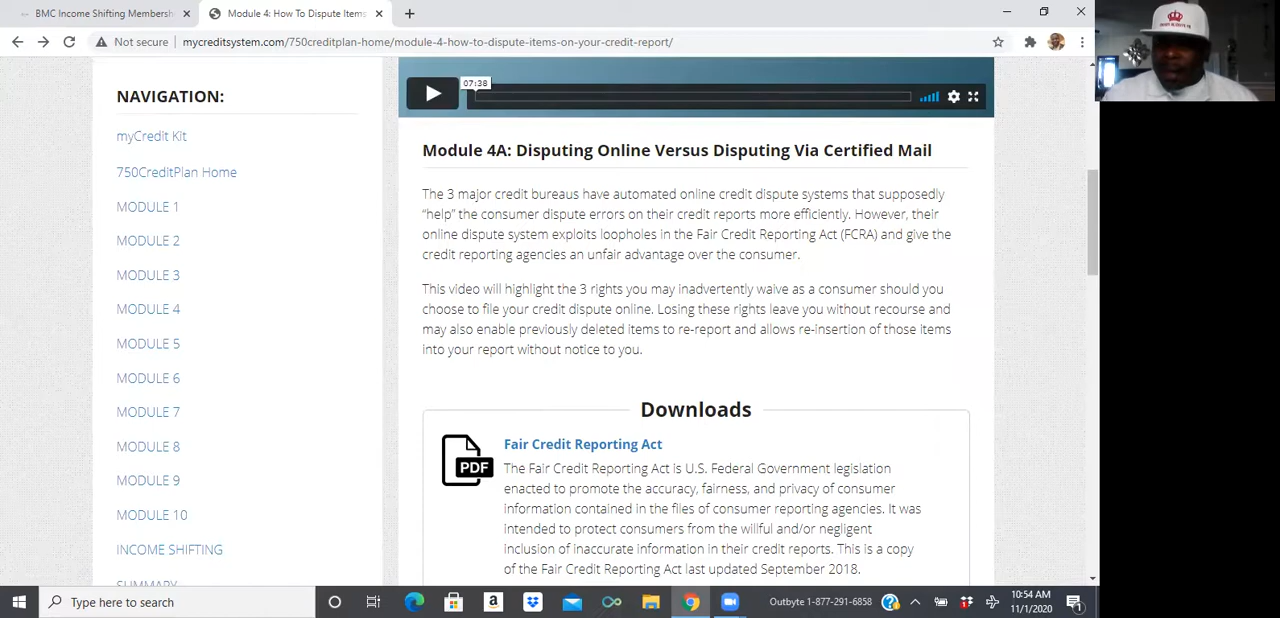 BMC Income Shifting Membersh
Module 4: How To Dispute Items
Not secure
mycreditsystem.com/750creditplan-home/module-4-how-to-dispute-items-on-your-credit-report/
NAVIGATION:
myCredit Kit
750CreditPlan Home
MODULE 1
MODULE 2
MODULE 3
MODULE 4
MODULE 5
MODULE 6
MODULE 7
MODULE 8
MODULE 9
MODULE 10
INCOME SHIFTING
SUMMARY
07:38
Module 4A: Disputing Online Versus Disputing Via Certified Mail
The 3 major credit bureaus have automated online credit dispute systems that supposedly
“help” the consumer dispute errors on their credit reports more efficiently. However, their
online dispute system exploits loopholes in the Fair Credit Reporting Act (FCRA) and give the
credit reporting agencies an unfair advantage over the consumer.
This video will highlight the 3 rights you may inadvertently waive as a consumer should you
choose to file your credit dispute online. Losing these rights leave you without recourse and
may also enable previously deleted items to re-report and allows re-insertion of those items
into your report without notice to you.
Downloads
PDF
Fair Credit Reporting Act
The Fair Credit Reporting Act is U.S. Federal Government legislation
enacted to promote the accuracy, fairness, and privacy of consumer
information contained in the files of consumer reporting agencies. It was
intended to protect consumers from the willful and/or negligent
inclusion of inaccurate information in their credit reports. This is a copy
of the Fair Credit Reporting Act last updated September 2018.
Type here to search
Outbyte 1-877-291-6858
10:54 AM
11/1/2020
1